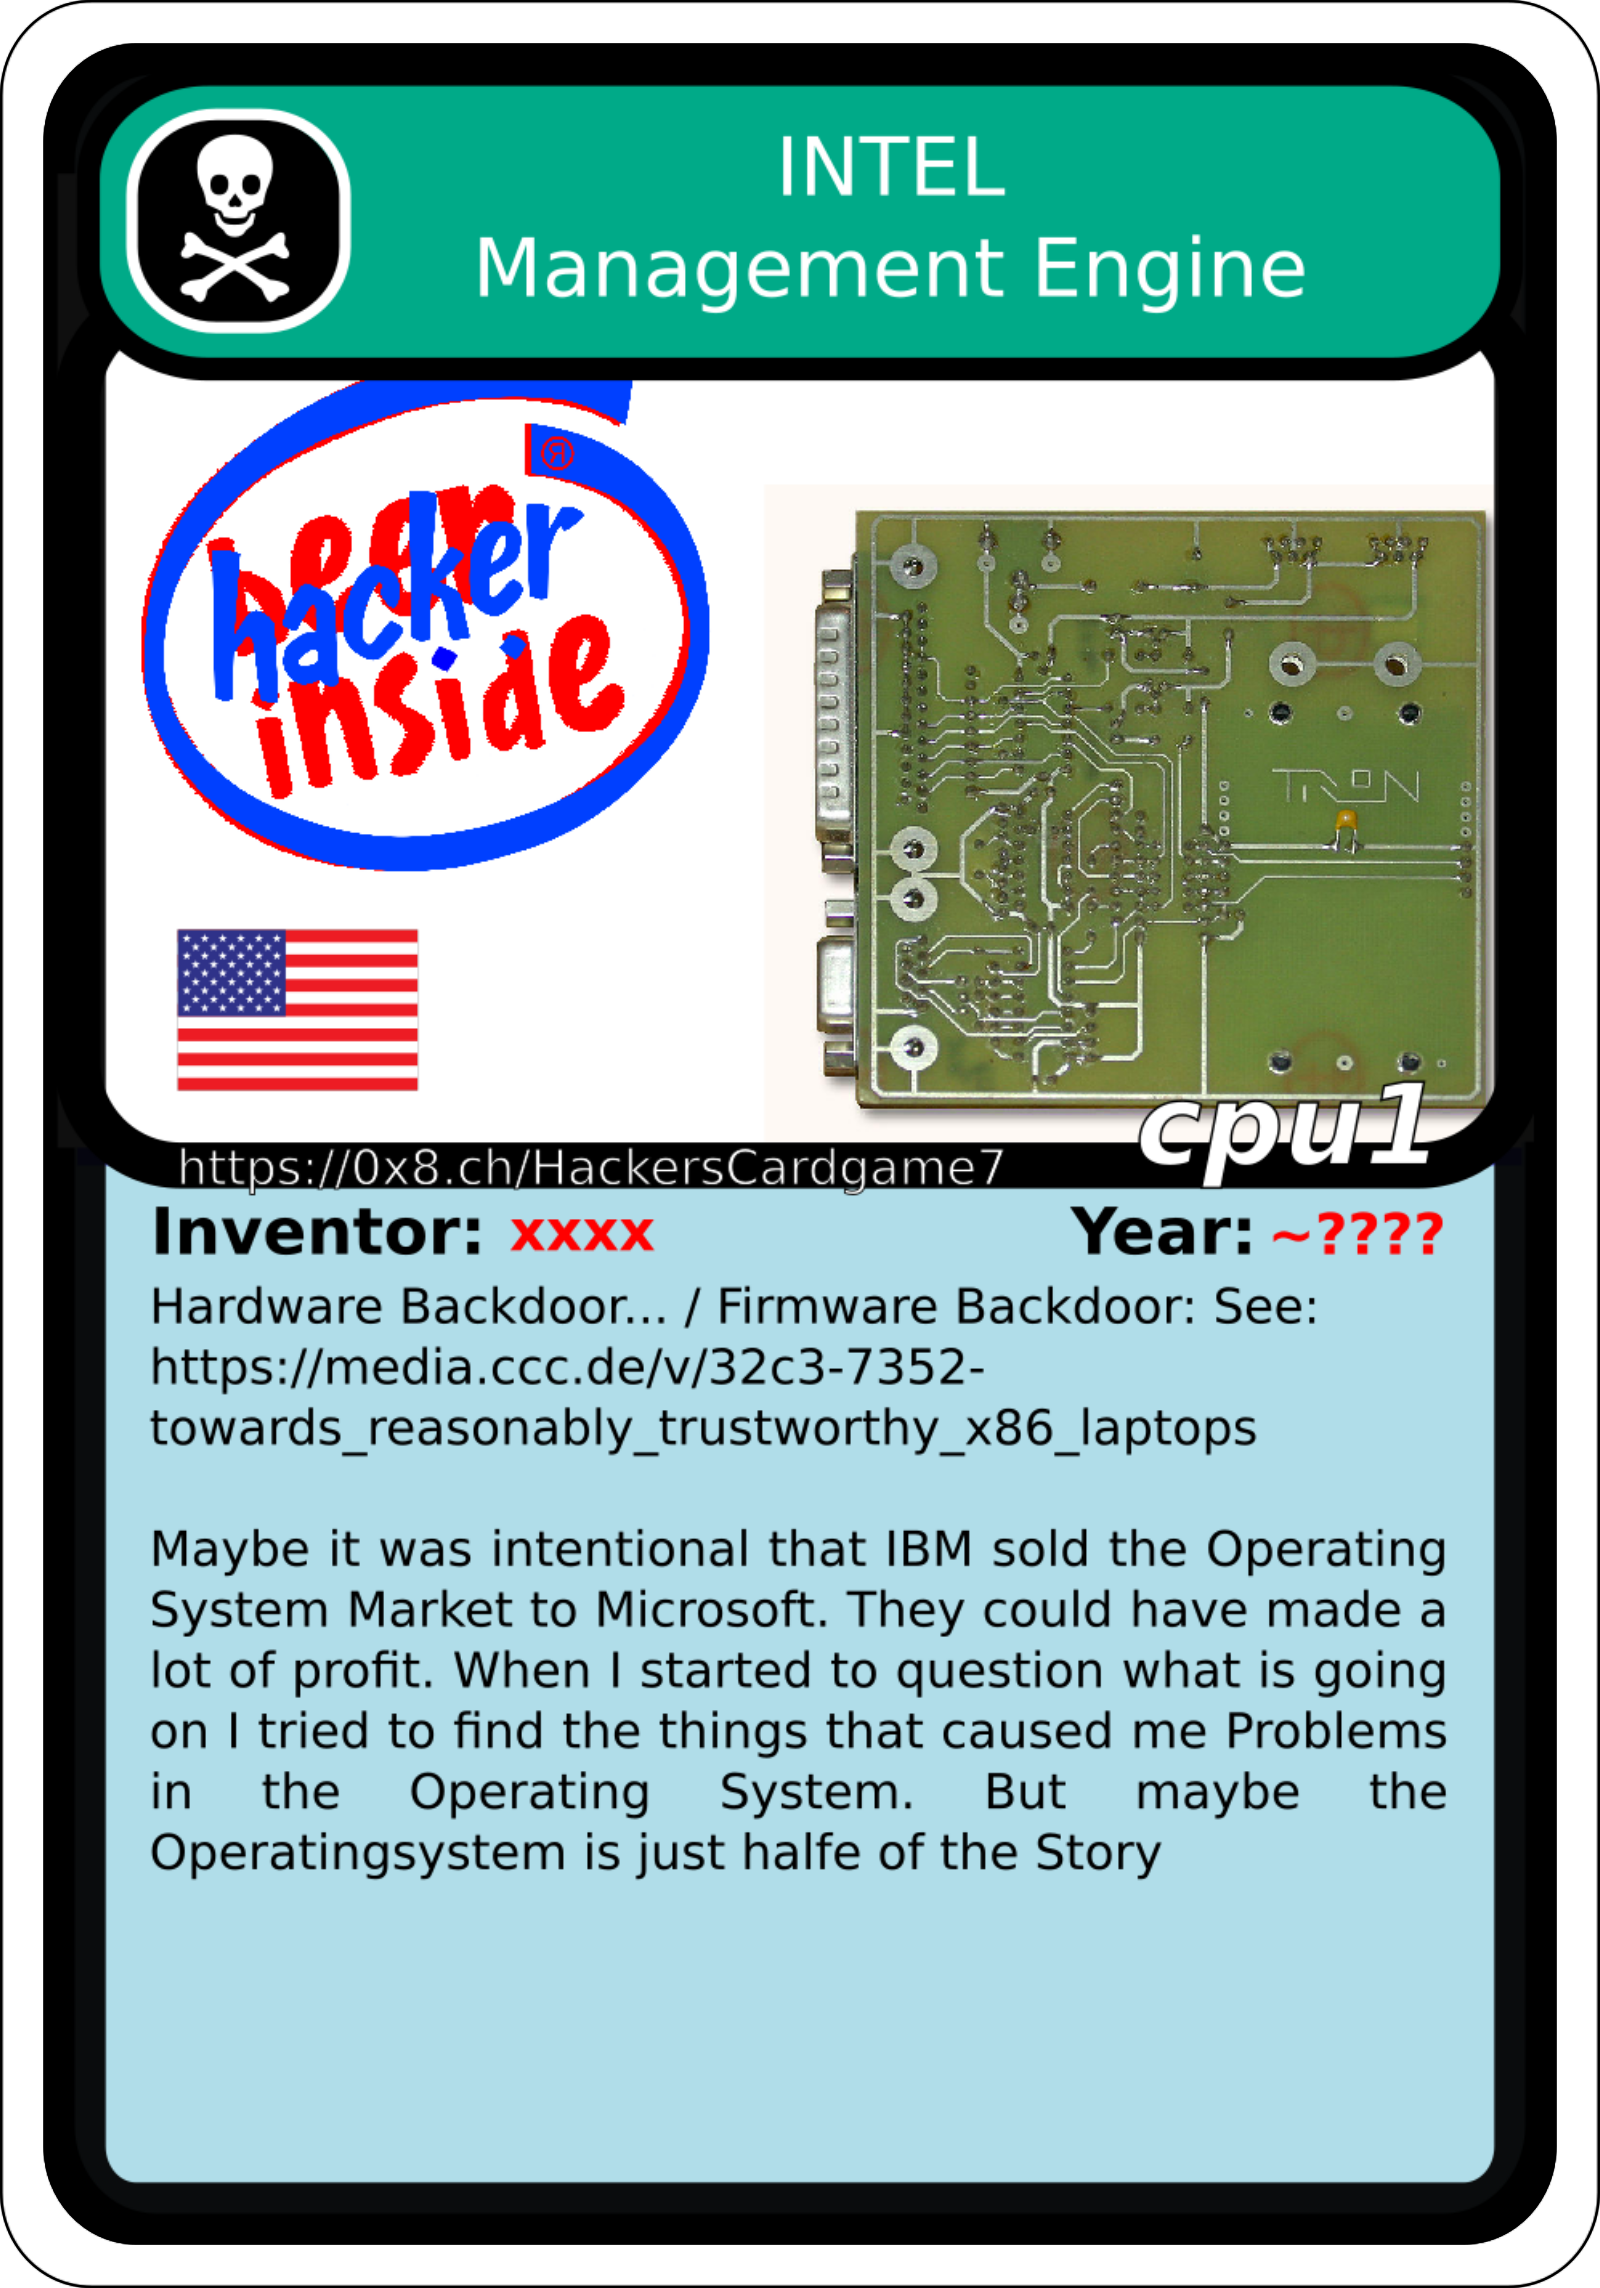 INTEL
Management Engine
®
beer
hacker
inside
TRON
cpu1
https://0x8.ch/HackersCardgame7
Inventor: xxxx Year: ~????
Hardware Backdoor... / Firmware Backdoor: See:
https://media.ccc.de/v/32c3-7352-
towards_reasonably_trustworthy_x86_laptops
Maybe it was intentional that IBM sold the Operating
System Market to Microsoft. They could have made a
lot of profit. When I started to question what is going
on I tried to find the things that caused me Problems
in the Operating System. But maybe the
Operatingsystem is just halfe of the Story